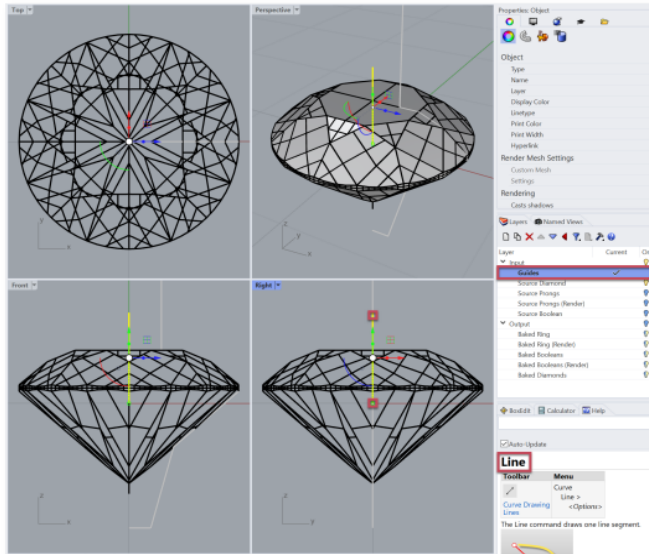 Top
Perspective
y
x
z
y
x
Front
Right
z
x
z
y
Properties: Object
Object
Type
Name
Layer
Display Color
Linetype
Print Color
Print Width
Hyperlink
Render Mesh Settings
Custom Mesh
Settings
Rendering
Casts shadows
Layers
Named Views
Layer
Current
Input
Guides
Source Diamond
Source Prongs
Source Prongs (Render)
Source Boolean
Output
Baked Ring
Baked Ring (Render)
Baked Booleans
Baked Booleans (Render)
Baked Diamonds
BoxEdit
Calculator
Help
Auto-Update
Line
Toolbar
Menu
Curve
Line >
<Options>
Curve Drawing
Lines
The Line command draws one line segment.